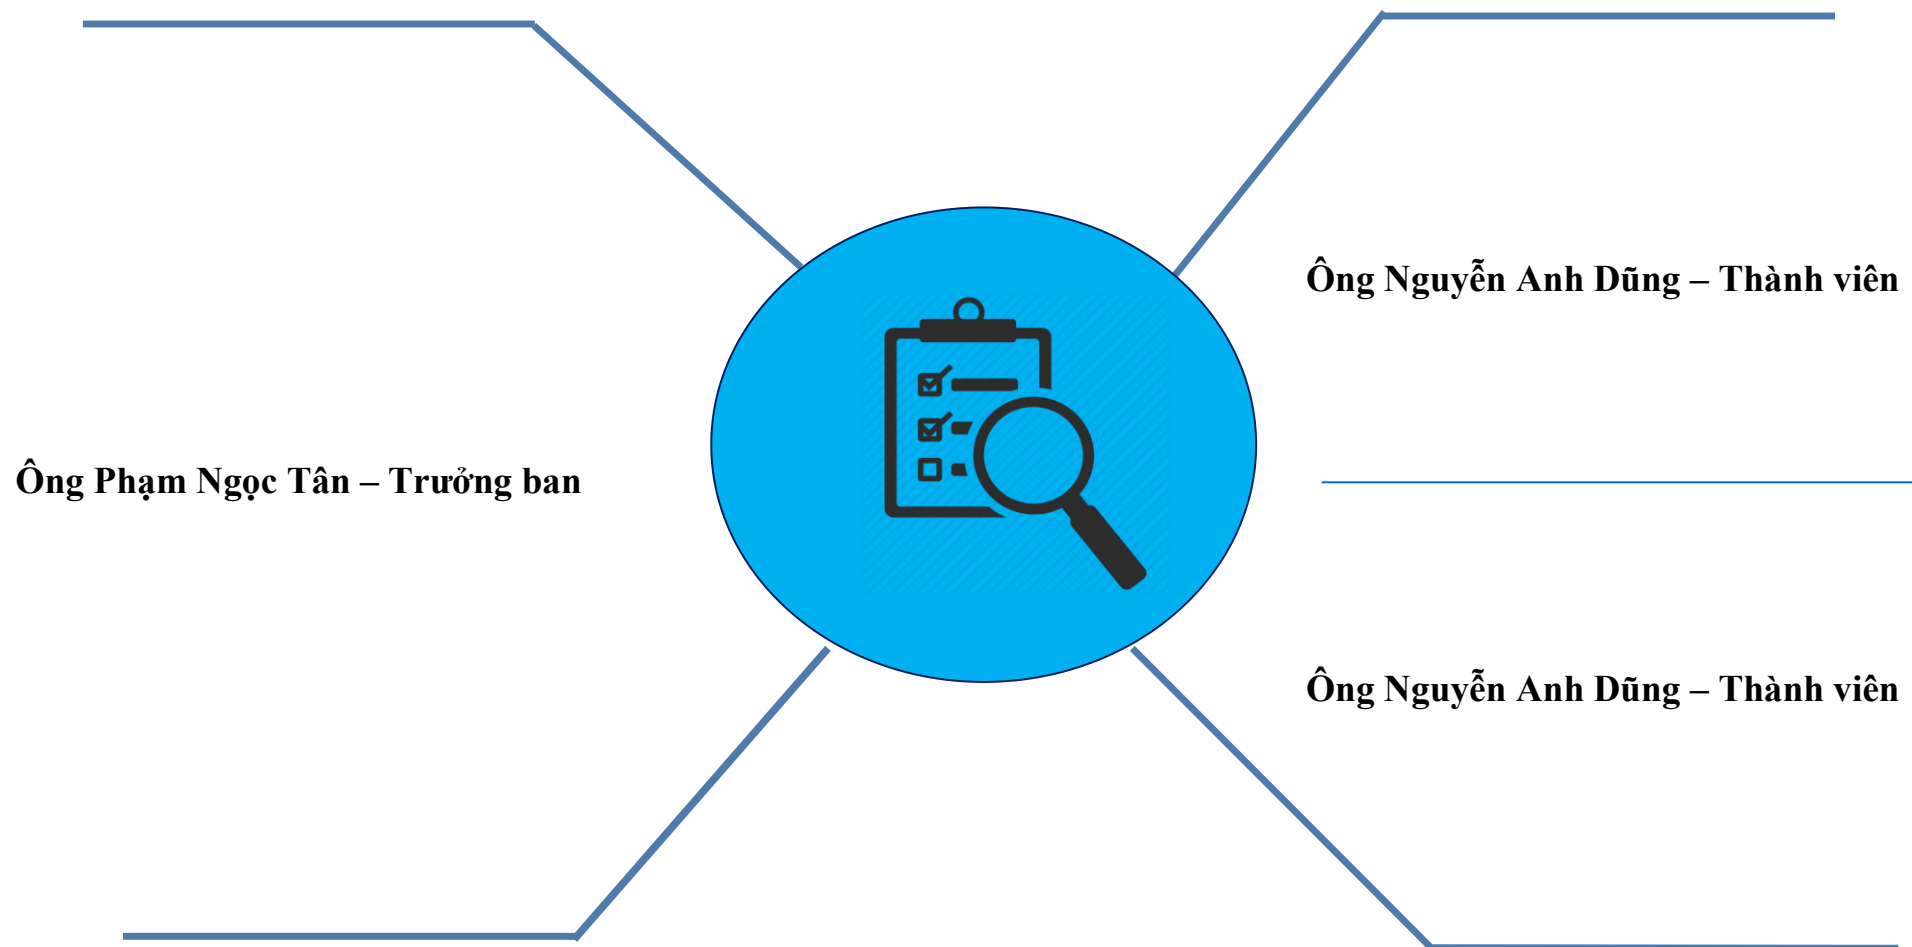 Ông Phạm Ngọc Tân – Trưởng ban
Ông Nguyễn Anh Dũng – Thành viên
Ông Nguyễn Anh Dũng – Thành viên